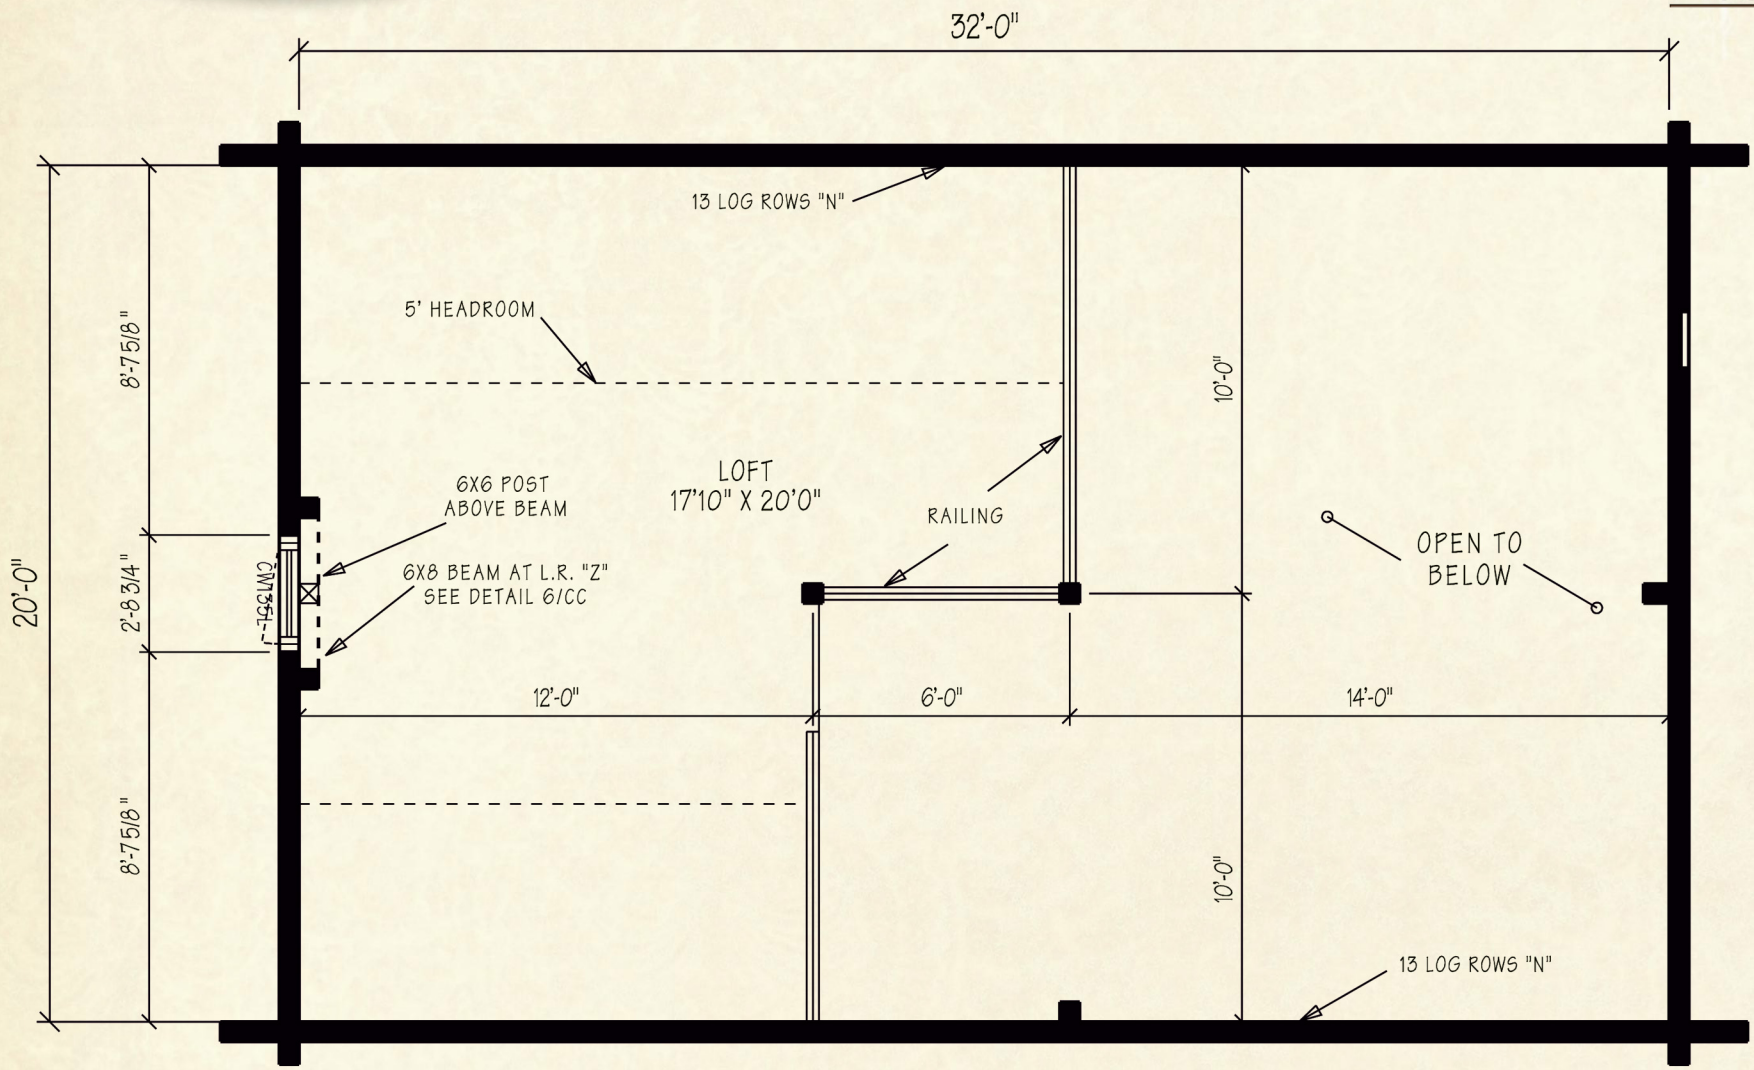 32'-0"
13 LOG ROWS "N"
5' HEADROOM
8'-7 5/8"
10'-0"
LOFT
17'10" X 20'0"
6X6 POST
ABOVE BEAM
RAILING
OPEN TO
BELOW
6X8 BEAM AT L.R. "Z"
SEE DETAIL 6/CC
20'-0"
2'-8 3/4"
12'-0"
6'-0"
14'-0"
8'-7 5/8"
10'-0"
13 LOG ROWS "N"